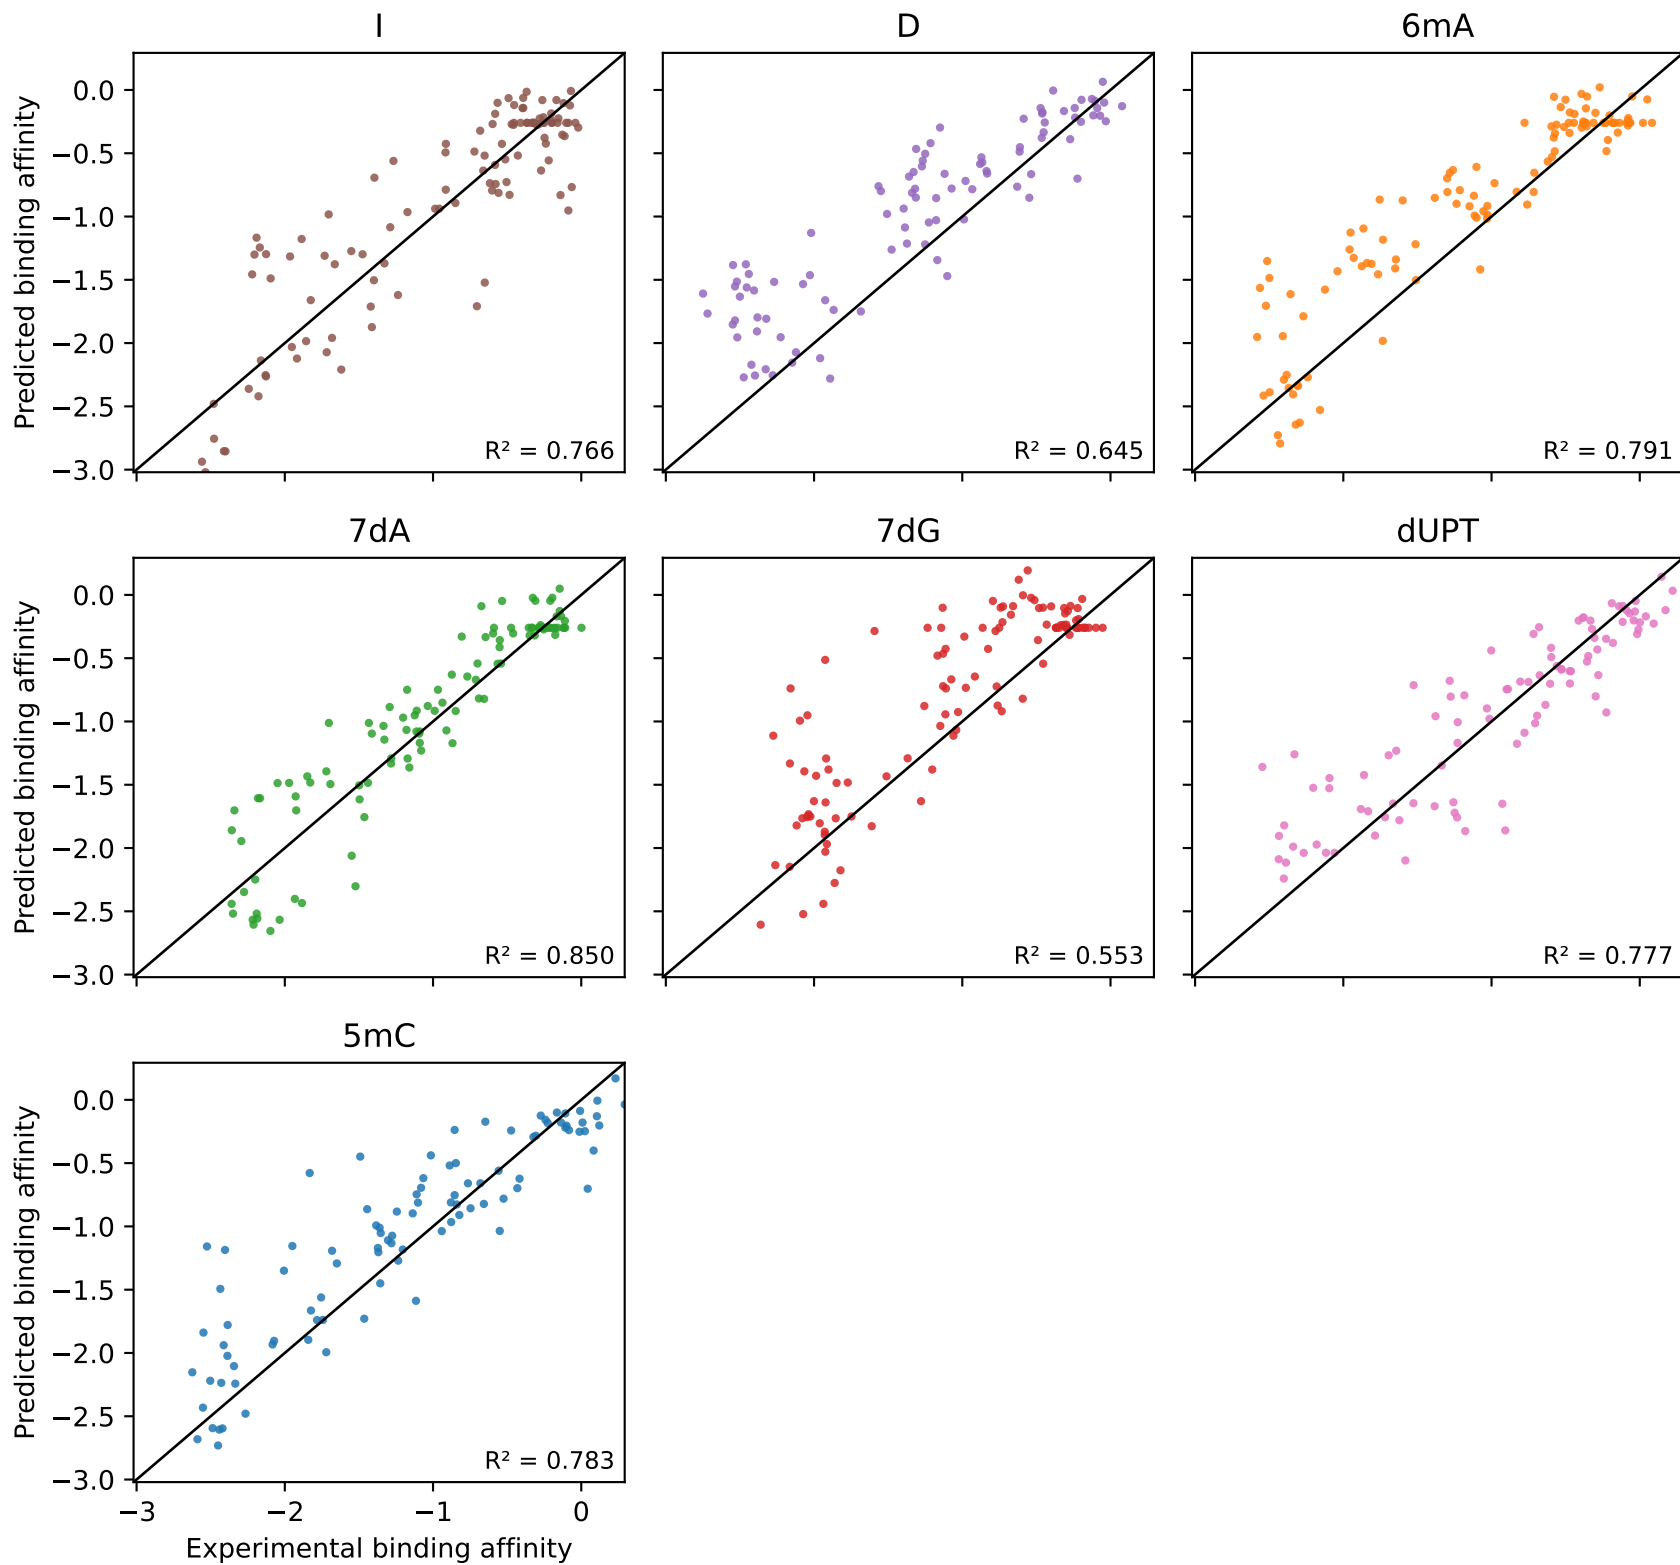 I
D
6mA
Predicted binding affinity
0.0
−0.5
−1.0
−1.5
−2.0
−2.5
−3.0
R² = 0.766
R² = 0.645
R² = 0.791
7dA
7dG
dUPT
Predicted binding affinity
0.0
−0.5
−1.0
−1.5
−2.0
−2.5
−3.0
R² = 0.850
R² = 0.553
R² = 0.777
5mC
Predicted binding affinity
0.0
−0.5
−1.0
−1.5
−2.0
−2.5
−3.0
R² = 0.783
−3
−2
−1
0
Experimental binding affinity